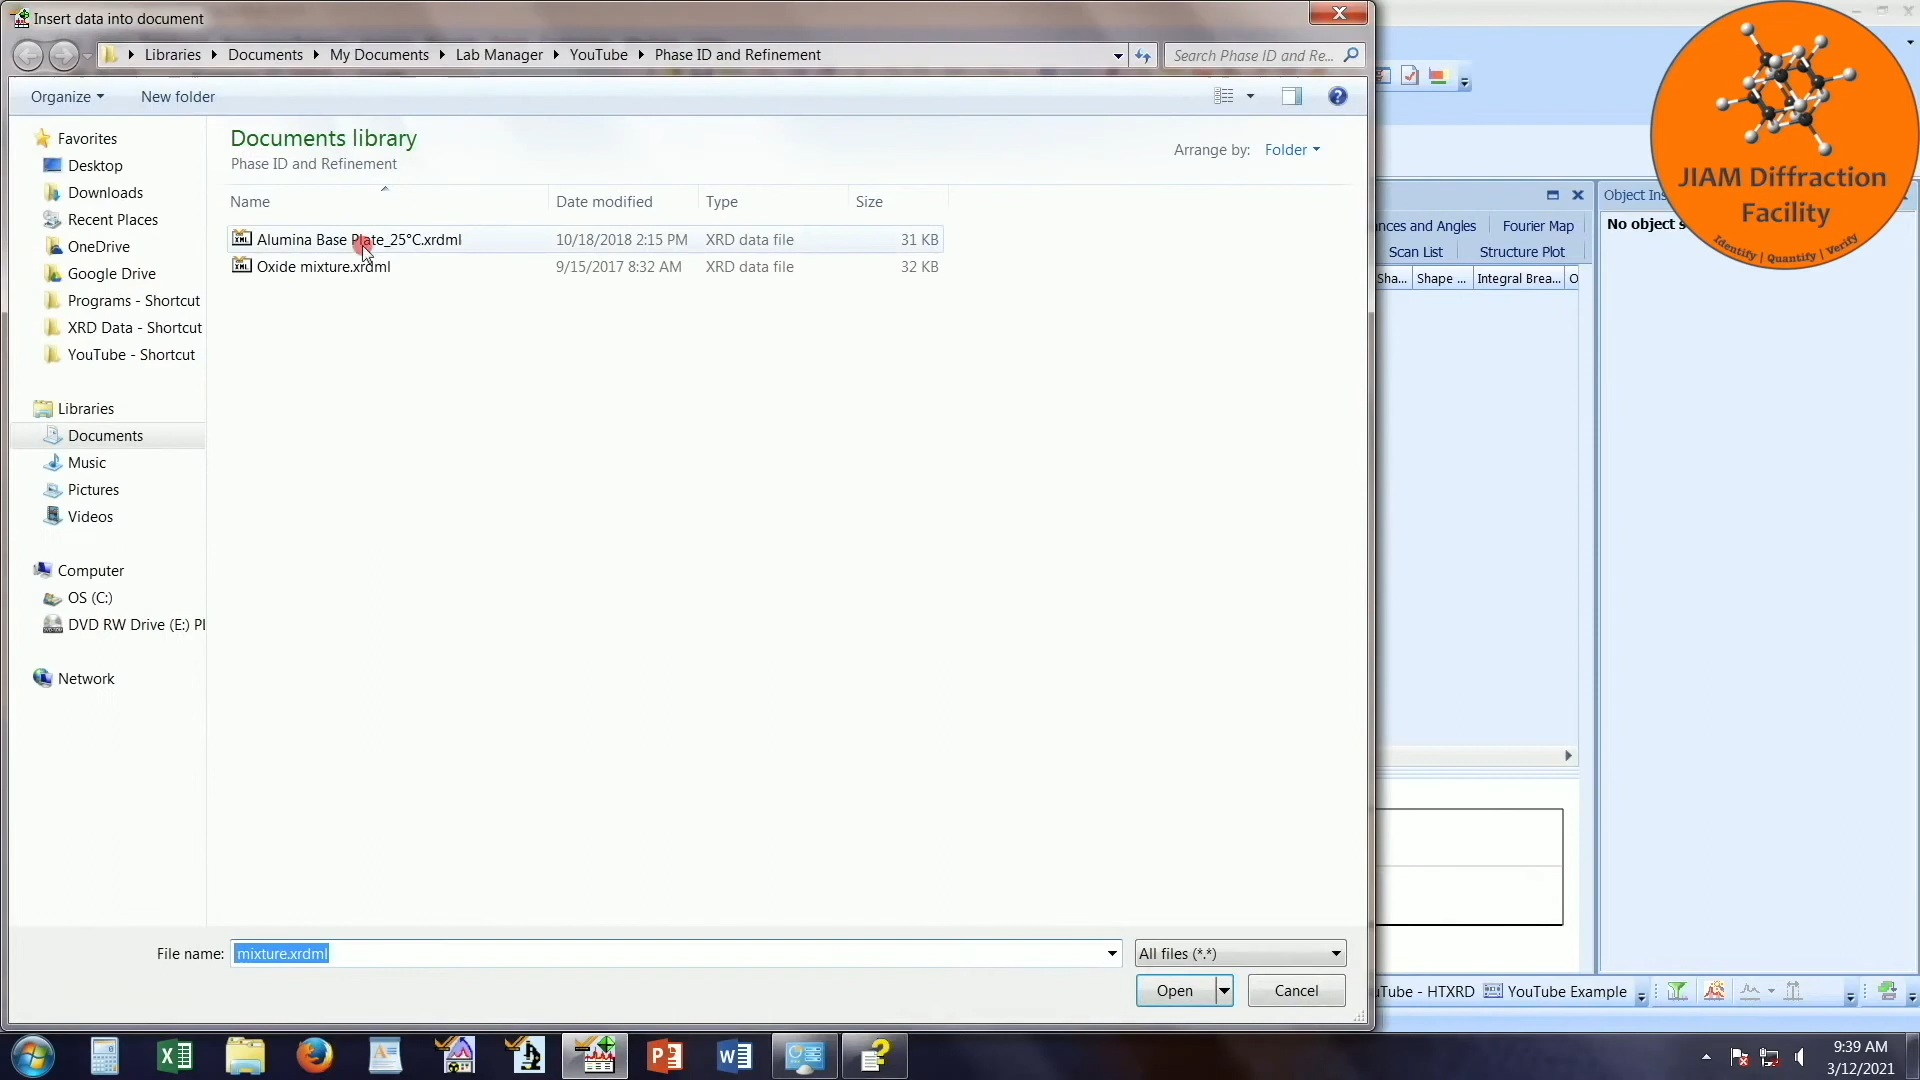 Insert data into document
Libraries Documents My Documents Lab Manager YouTube Phase ID and Refinement
Search Phase ID and Re...
Organize New folder
Favorites
Desktop
Downloads
Recent Places
OneDrive
Google Drive
Programs - Shortcut
XRD Data - Shortcut
YouTube - Shortcut
Libraries
Documents
Music
Pictures
Videos
Computer
OS (C:)
DVD RW Drive (E:)
Network
Documents library
Phase ID and Refinement
Arrange by: Folder
Name Date modified Type Size
Alumina Base Plate_25°C.xrdml 10/18/2018 2:15 PM XRD data file 31 KB
Oxide mixture.xrdml 9/15/2017 8:32 AM XRD data file 32 KB
File name: mixture.xrdml
All files (*.*)
Open Cancel
JIAM Diffraction
Facility
Identify | Quantify | Verify
Object
No object
and Angles Fourier Map
Scan List Structure Plot
Sha... Shape ... Integral Brea...
- HTXRD YouTube Example
9:39 AM
3/12/2021